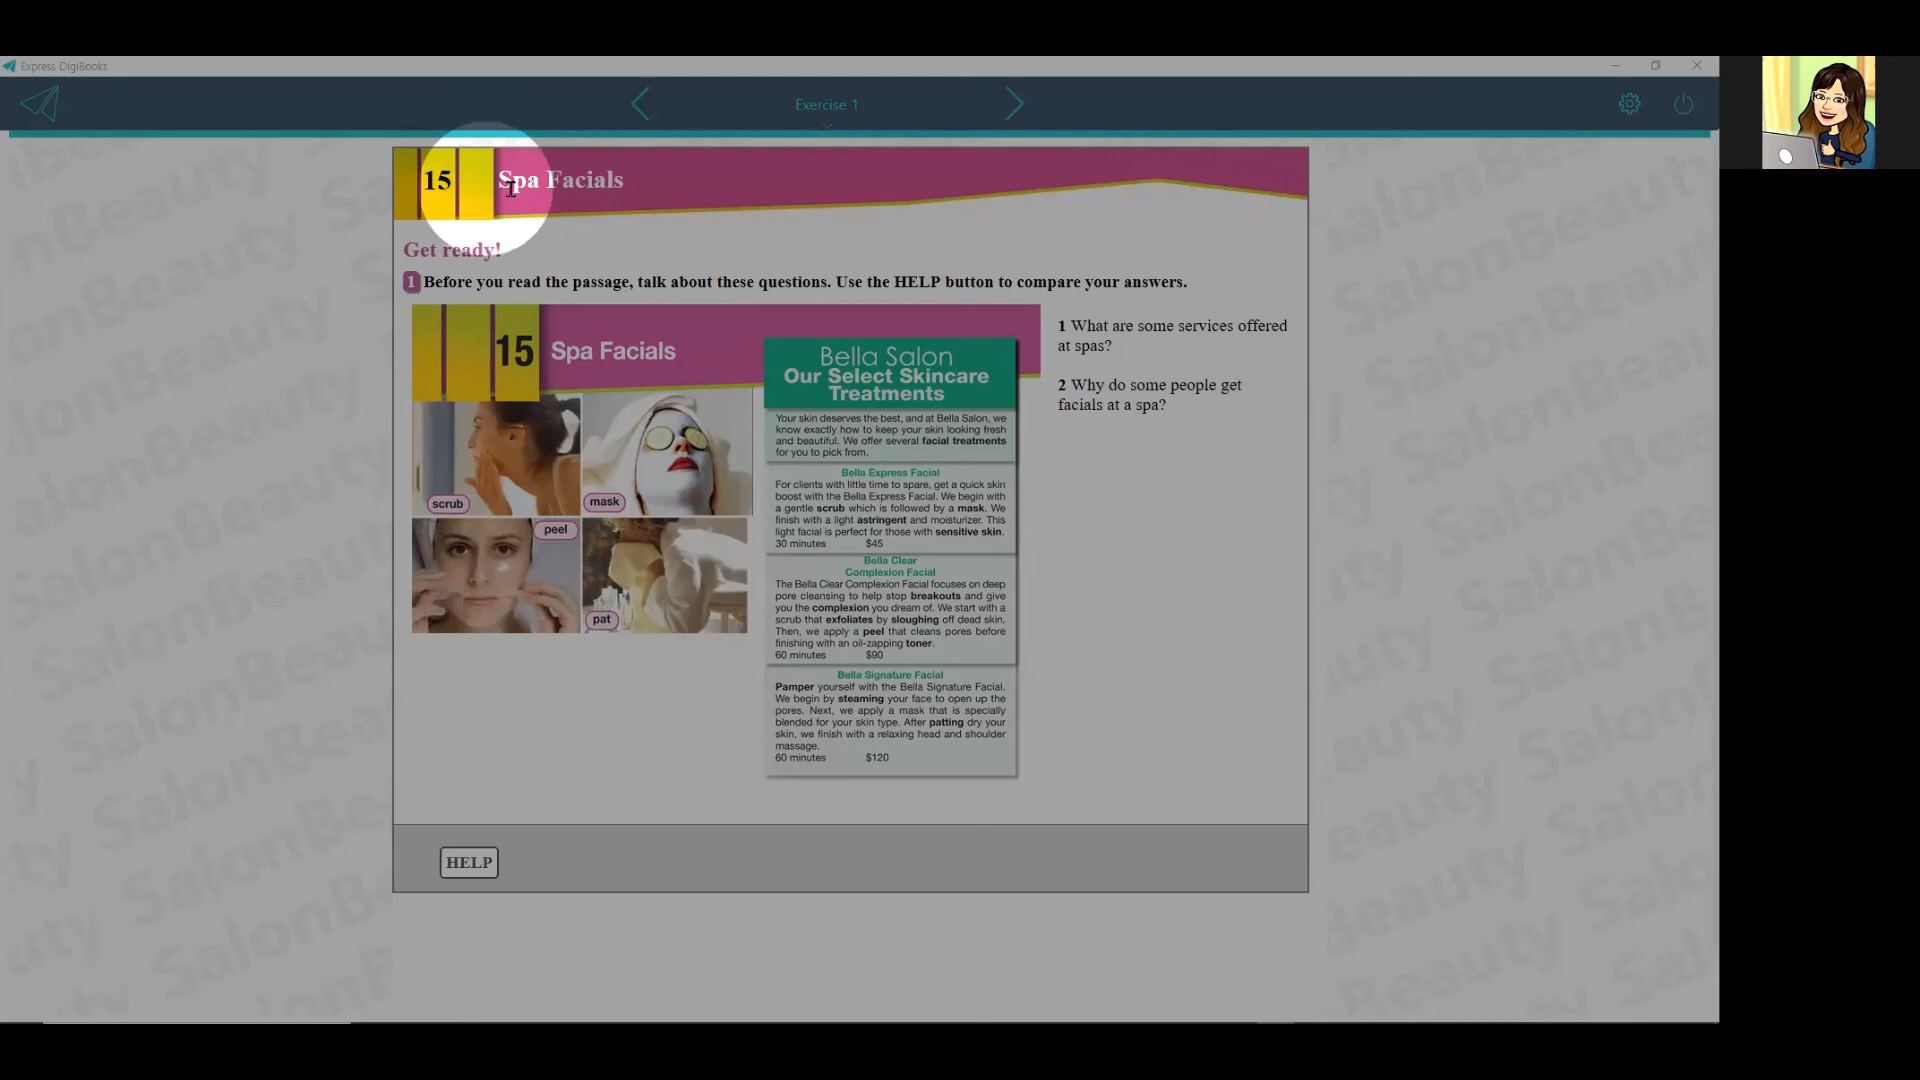 Express DigiBooks
Exercise 1
15 Spa Facials
Get ready!
1 Before you read the passage, talk about these questions. Use the HELP button to compare your answers.
15 Spa Facials
scrub
mask
peel
pat
Bella Salon
Our Select Skincare
Treatments
Your skin deserves the best, and at Bella Salon, we
know exactly how to keep your skin looking fresh
and beautiful. We offer several facial treatments
for you to pick from.
Bella Express Facial
For clients with little time to spare, get a quick skin
boost with the Bella Express Facial. We begin with
a gentle scrub which is followed by a mask. We
finish with a light astringent and moisturizer. This
light facial is perfect for those with sensitive skin.
30 minutes $45
Bella Clear
Complexion Facial
The Bella Clear Complexion Facial focuses on deep
pore cleansing to help stop breakouts and give
you the complexion you dream of. We start with a
scrub that exfoliates by sloughing off dead skin.
Then, we apply a peel that cleans pores before
finishing with an oil-zapping toner.
60 minutes $90
Bella Signature Facial
Pamper yourself with the Bella Signature Facial.
We begin by steaming your face to open up the
pores. Next, we apply a mask that is specially
blended for your skin type. After patting dry your
skin, we finish with a relaxing head and shoulder
massage.
60 minutes $120
1 What are some services offered
at spas?
2 Why do some people get
facials at a spa?
HELP